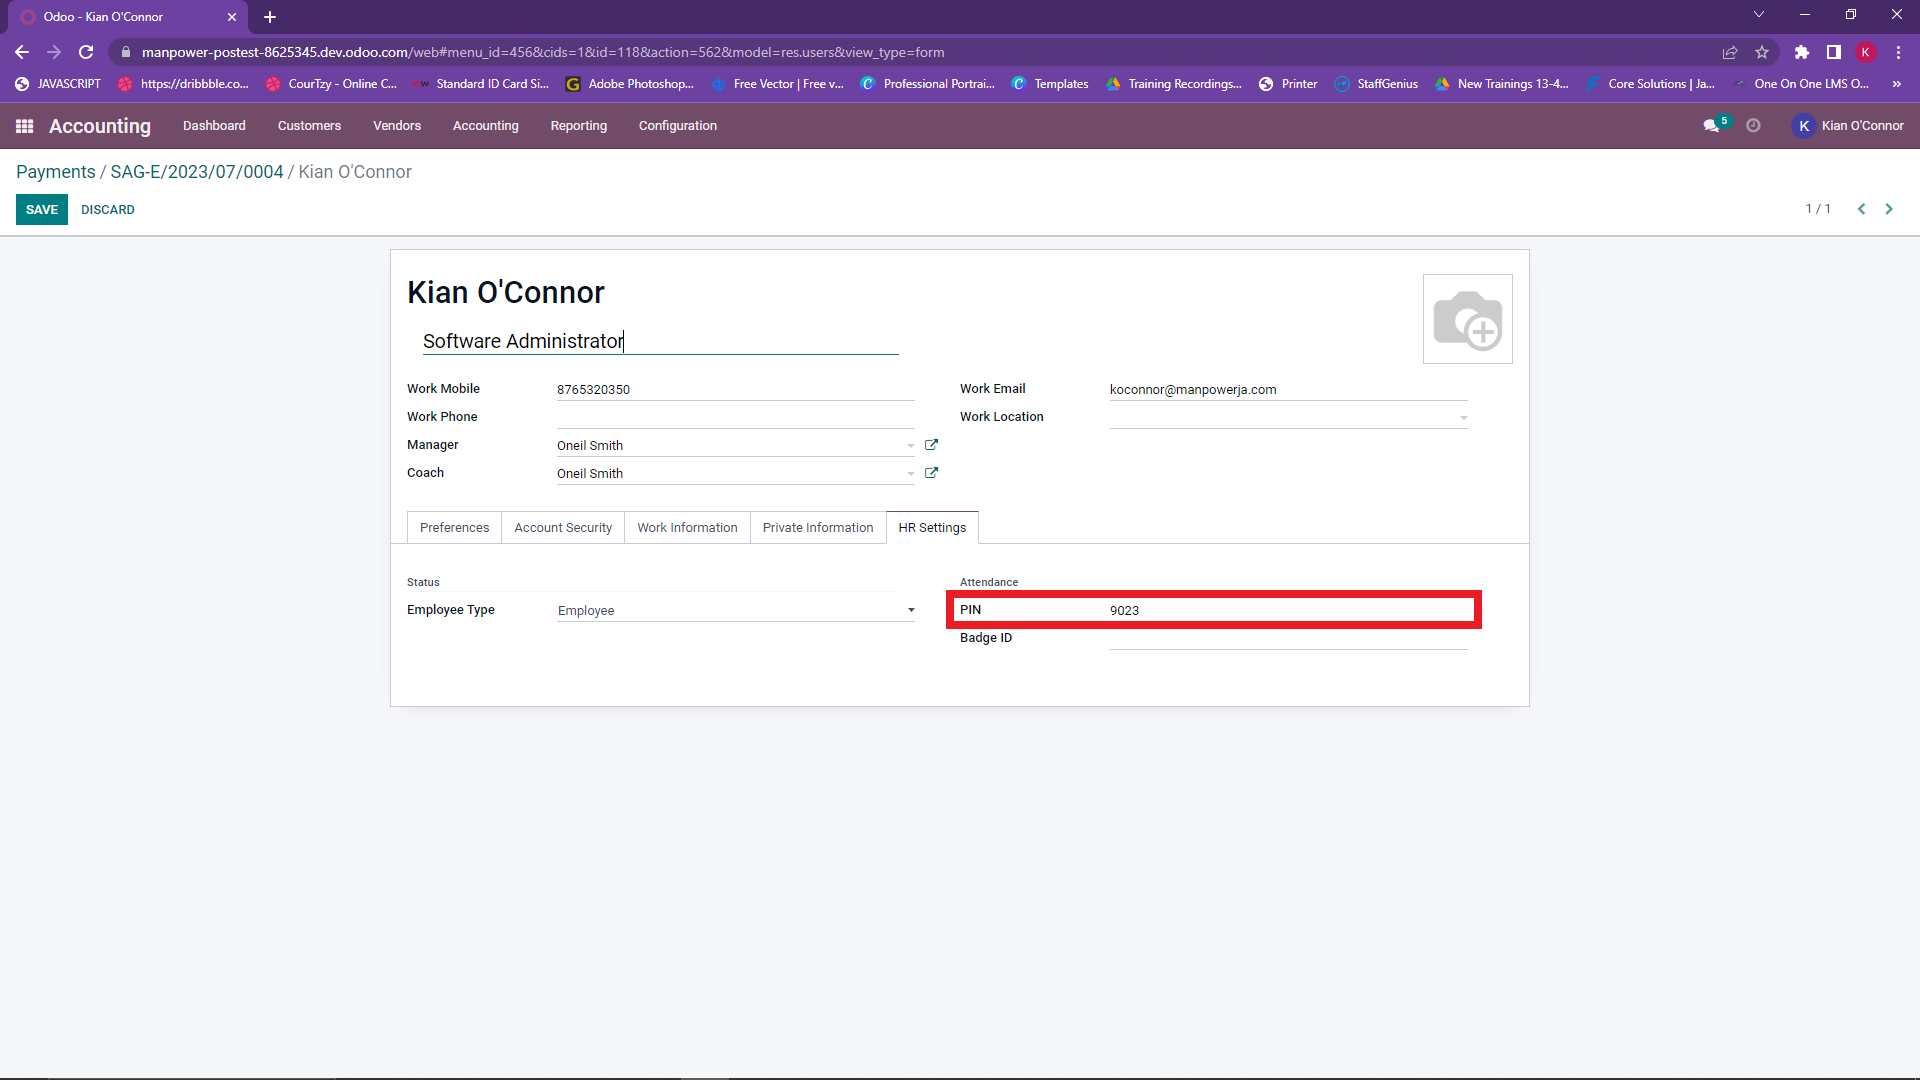 Odoo - Kian O'Connor
manpower-postest-8625345.dev.odoo.com/web#menu_id=456&cids=1&id=118&action=562&model=res.users&view_type=form
K
JAVASCRIPT https://dribbble.co... CourTzy - Online C... Standard ID Card Si... Adobe Photoshop... Free Vector | Free v... Professional Portrai... Templates Training Recordings... Printer StaffGenius New Trainings 13-4... Core Solutions | Ja... One On One LMS O... »
Accounting Dashboard Customers Vendors Accounting Reporting Configuration 5 K Kian O'Connor
Payments / SAG-E/2023/07/0004 / Kian O'Connor
SAVE DISCARD 1 / 1
Kian O'Connor
Software Administrator
Work Mobile 8765320350 Work Email koconnor@manpowerja.com
Work Phone Work Location
Manager Oneil Smith
Coach Oneil Smith
Preferences Account Security Work Information Private Information HR Settings
Status Attendance
Employee Type Employee PIN 9023
Badge ID